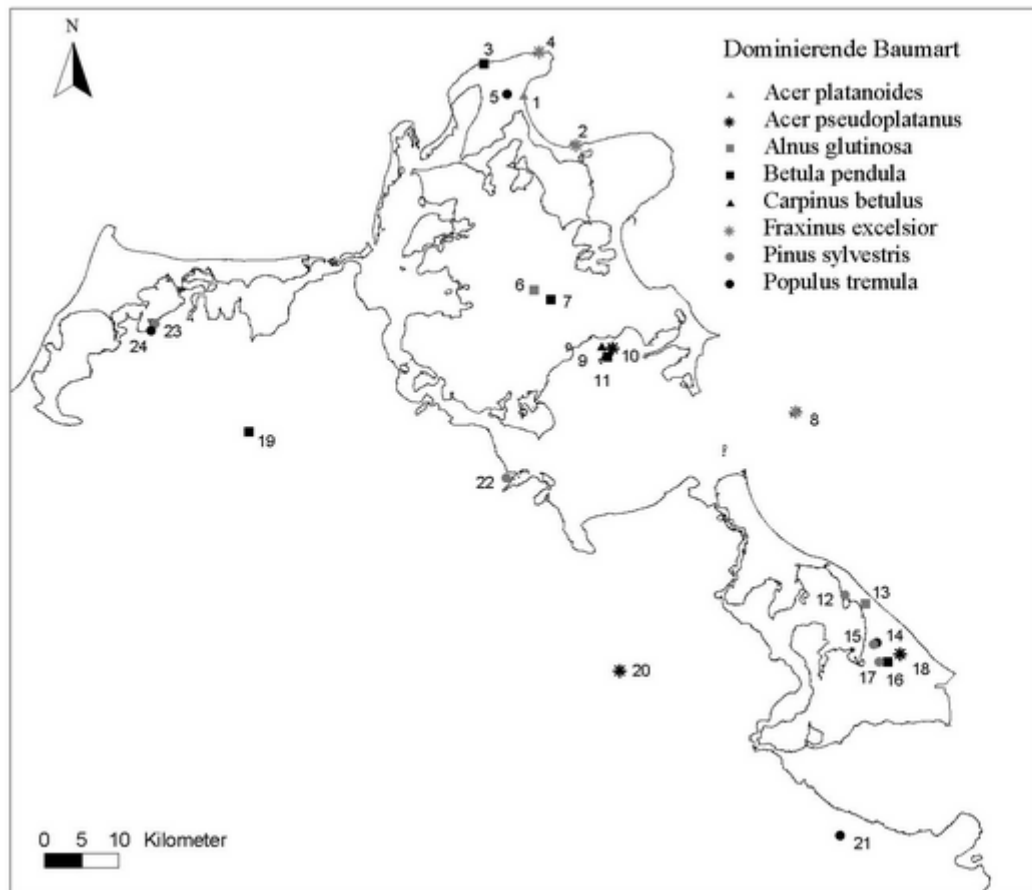 N
Dominierende Baumart
Acer platanoides
Acer pseudoplatanus
Alnus glutinosa
Betula pendula
Carpinus betulus
Fraxinus excelsior
Pinus sylvestris
Populus tremula
3
4
5
1
2
6
7
23
24
9
10
11
8
19
22
12
13
15
14
17
16
18
20
21
0 5 10 Kilometer